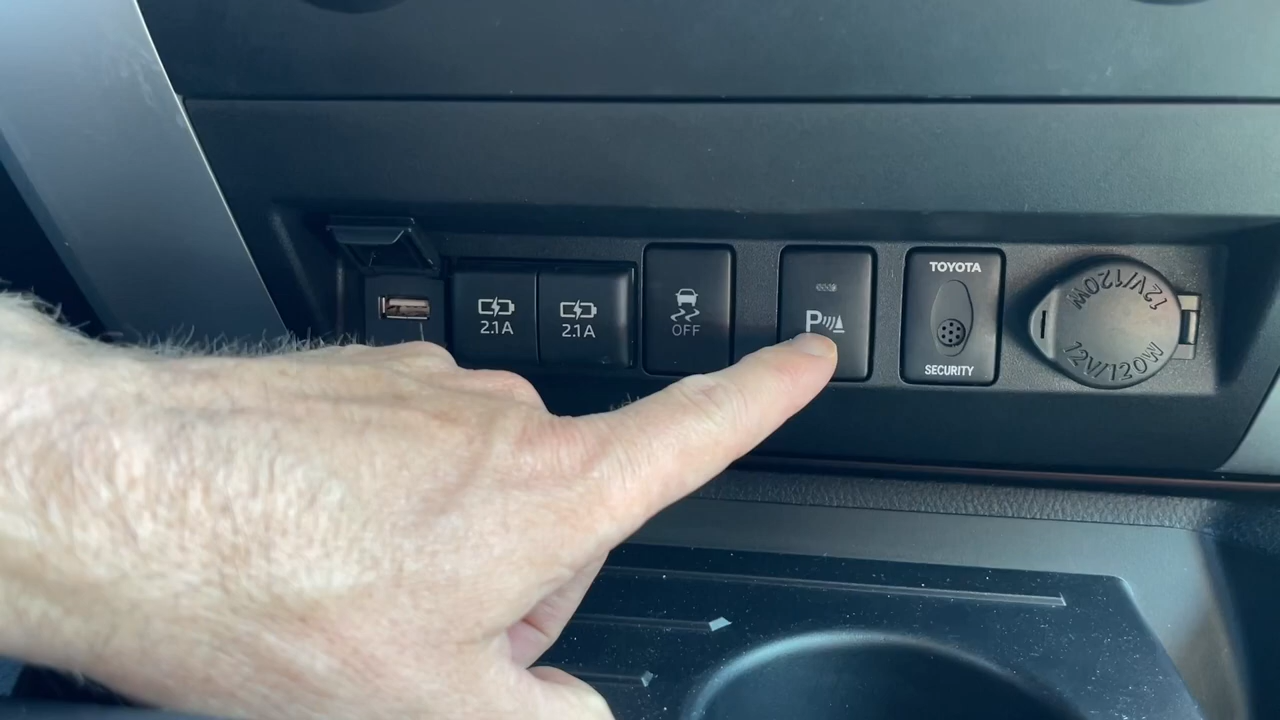 2.1A
2.1A
OFF
P
TOYOTA
SECURITY
12V/120W
12V/120W